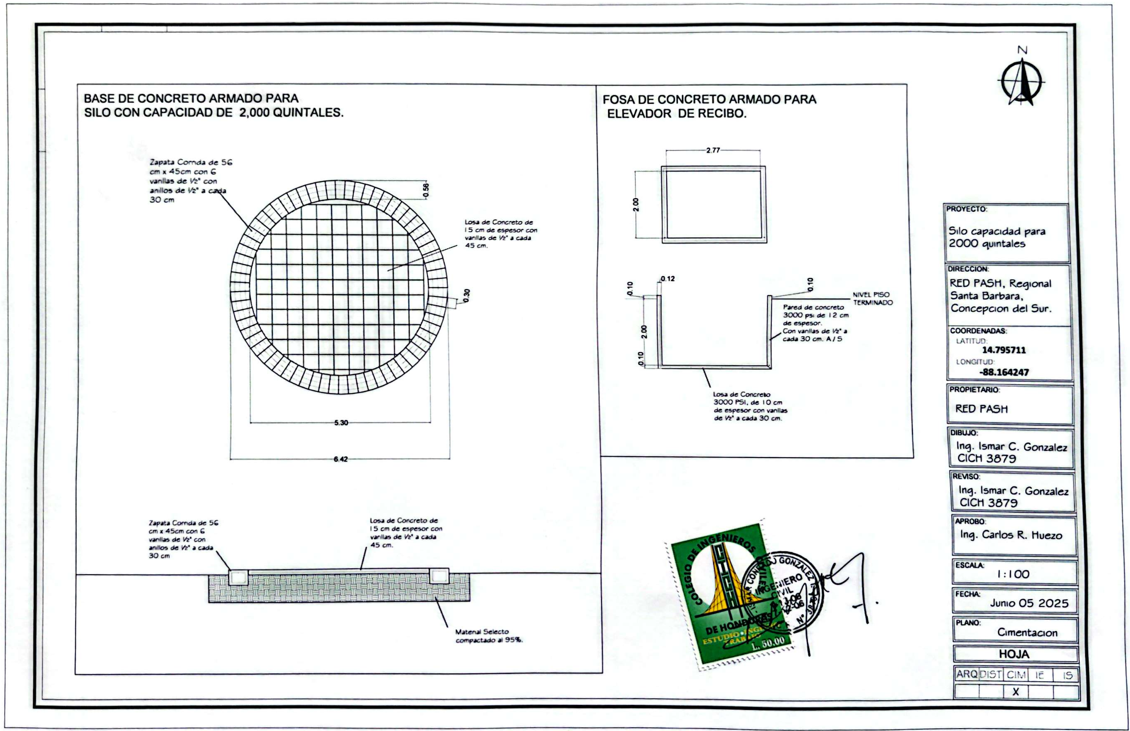 BASE DE CONCRETO ARMADO PARA
SILO CON CAPACIDAD DE 2,000 QUINTALES.
Zapata Corrida de 56
cm x 45cm con 6
varillas de ½" con
anillos de ½" a cada
30 cm
0.56
Losa de Concreto de
15 cm de espesor con
varillas de ½" a cada
45 cm.
0.30
5.30
6.42
Zapata Corrida de 56
cm x 45cm con 6
varillas de ½" con
anillos de ½" a cada
30 cm
Losa de Concreto de
15 cm de espesor con
varillas de ½" a cada
45 cm.
Material Selecto
compactado al 95%.
FOSA DE CONCRETO ARMADO PARA
ELEVADOR DE RECIBO.
2.77
2.00
0.12
0.10
0.10
NIVEL PISO
TERMINADO
Pared de concreto
3000 psi de 12 cm
de espesor.
Con varillas de ½" a
cada 30 cm. A / S
2.00
0.10
Losa de Concreto
3000 PSI, de 10 cm
de espesor con varillas
de ½" a cada 30 cm.
COLEGIO DE INGENIEROS
CIVILES
DE HONDURAS
L. 50.00
INGENIERO
CIVIL
N
PROYECTO:
Silo capacidad para
2000 quintales
DIRECCION:
RED PASH, Regional
Santa Barbara,
Concepcion del Sur.
COORDENADAS:
LATITUD:
14.795711
LONGITUD:
-88.164247
PROPIETARIO:
RED PASH
DIBUJO:
Ing. Ismar C. Gonzalez
CICH 3879
REVISO:
Ing. Ismar C. Gonzalez
CICH 3879
APROBO:
Ing. Carlos R. Huezo
ESCALA:
1:100
FECHA:
Junio 05 2025
PLANO:
Cimentacion
HOJA
ARQ DIST CIM IE IS
X